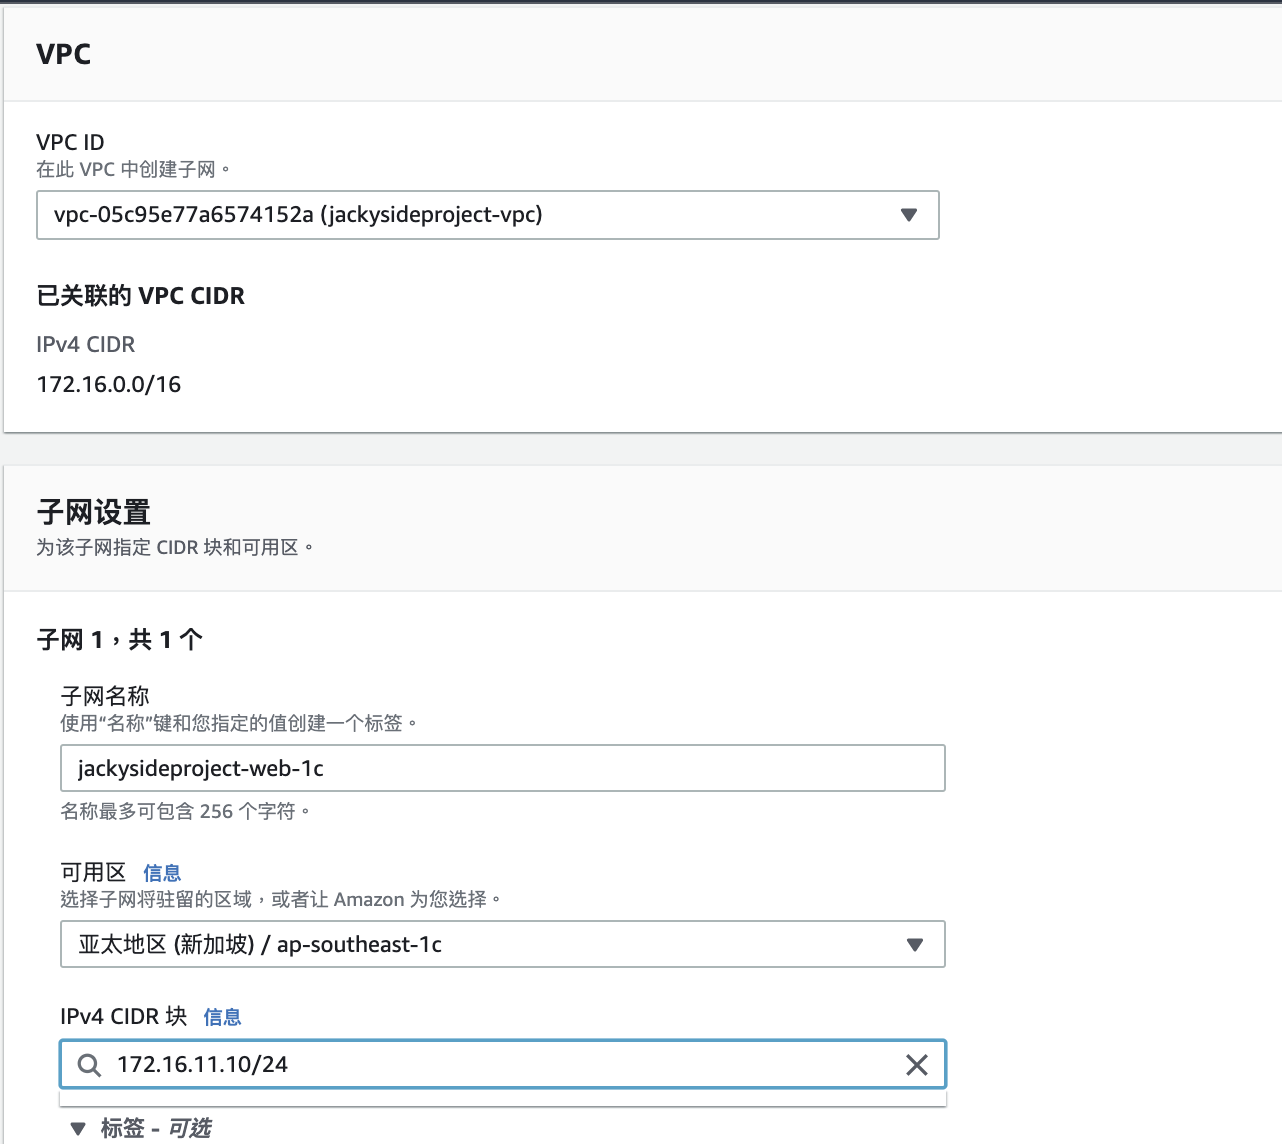 VPC
VPC ID
在此 VPC 中创建子网。
vpc-05c95e77a6574152a (jackysideproject-vpc)
已关联的 VPC CIDR
IPv4 CIDR
172.16.0.0/16
子网设置
为该子网指定 CIDR 块和可用区。
子网 1，共 1 个
子网名称
使用“名称”键和您指定的值创建一个标签。
jackysideproject-web-1c
名称最多可包含 256 个字符。
可用区 信息
选择子网将驻留的区域，或者让 Amazon 为您选择。
亚太地区 (新加坡) / ap-southeast-1c
IPv4 CIDR 块 信息
172.16.11.10/24
标签 - 可选